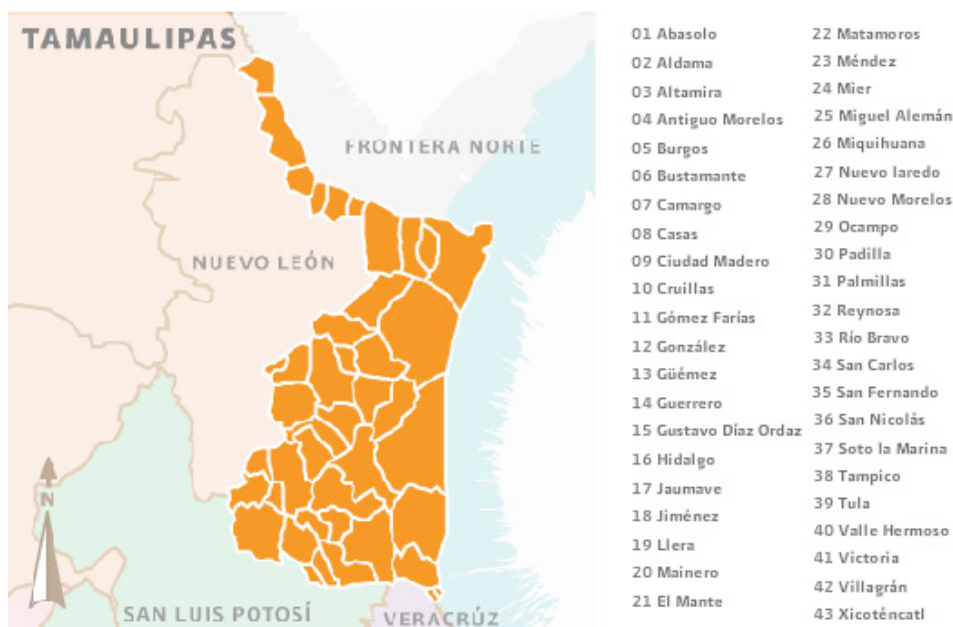 TAMAULIPAS
FRONTERA NORTE
NUEVO LEÓN
N
SAN LUIS POTOSÍ
VERACRÚZ
01 Abasolo
02 Aldama
03 Altamira
04 Antiguo Morelos
05 Burgos
06 Bustamante
07 Camargo
08 Casas
09 Ciudad Madero
10 Cruillas
11 Gómez Farías
12 González
13 Güémez
14 Guerrero
15 Gustavo Díaz Ordaz
16 Hidalgo
17 Jaumave
18 Jiménez
19 Llera
20 Mainero
21 El Mante
22 Matamoros
23 Méndez
24 Mier
25 Miguel Alemán
26 Miquihuana
27 Nuevo laredo
28 Nuevo Morelos
29 Ocampo
30 Padilla
31 Palmillas
32 Reynosa
33 Río Bravo
34 San Carlos
35 San Fernando
36 San Nicolás
37 Soto la Marina
38 Tampico
39 Tula
40 Valle Hermoso
41 Victoria
42 Villagrán
43 Xicoténcatl